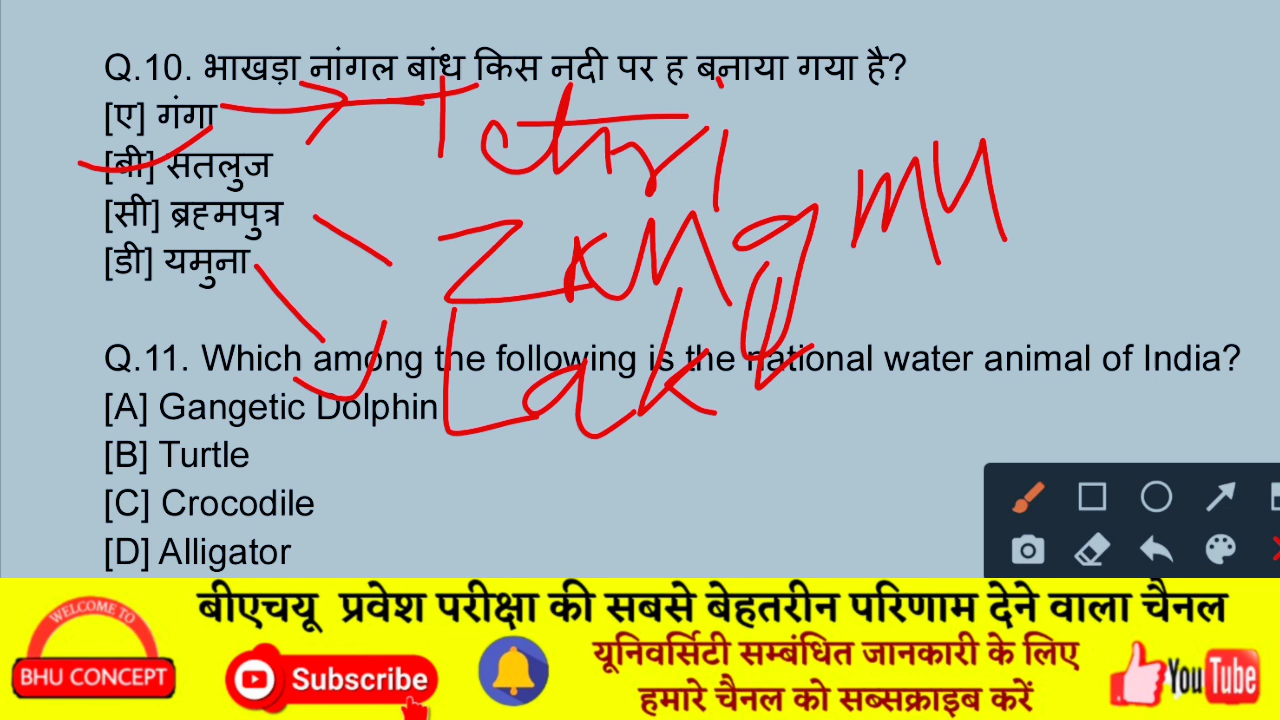 Q.10. भाखड़ा नांगल बांध किस नदी पर ह बनाया गया है?
[ए] गंगा
[बी] सतलुज
[सी] ब्रह्मपुत्र
[डी] यमुना
Q.11. Which among the following is the national water animal of India?
[A] Gangetic Dolphin
[B] Turtle
[C] Crocodile
[D] Alligator
Lak
बीएचयू प्रवेश परीक्षा की सबसे बेहतरीन परिणाम देने वाला चैनल
WELCOME TO
BHU CONCEPT
Subscribe
यूनिवर्सिटी सम्बंधित जानकारी के लिए
हमारे चैनल को सब्सक्राइब करें
YouTube